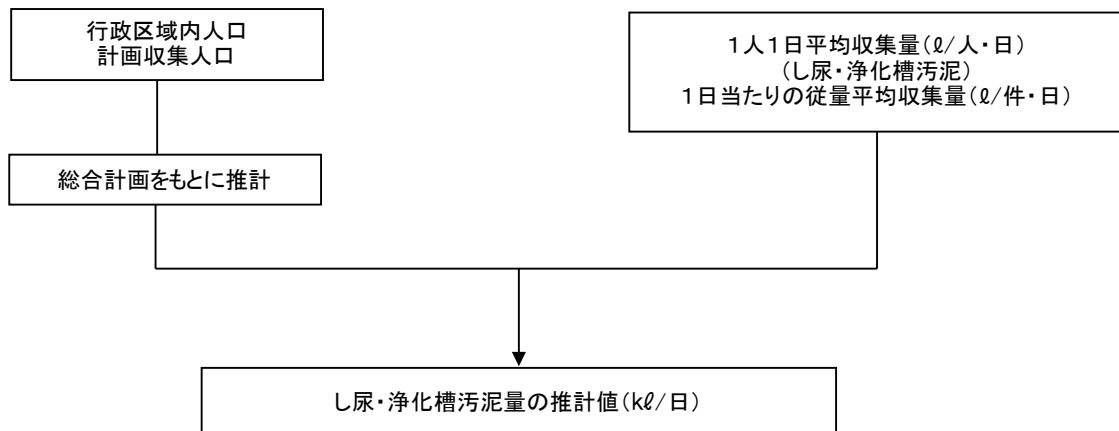 行政区域内人口
計画収集人口
1人1日平均収集量(ℓ/人・日)
(し尿・浄化槽汚泥)
1日当たりの従量平均収集量(ℓ/件・日)
総合計画をもとに推計
し尿・浄化槽汚泥量の推計値(kℓ/日)